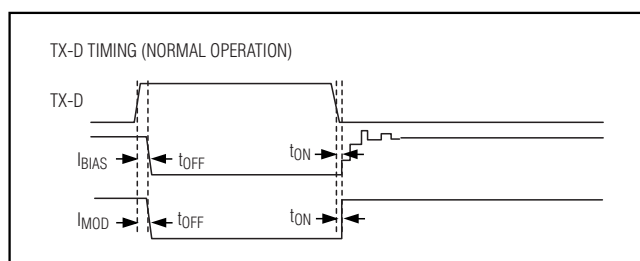 TX-D TIMING (NORMAL OPERATION)
TX-D
IBIAS tOFF tON
IMOD tOFF tON